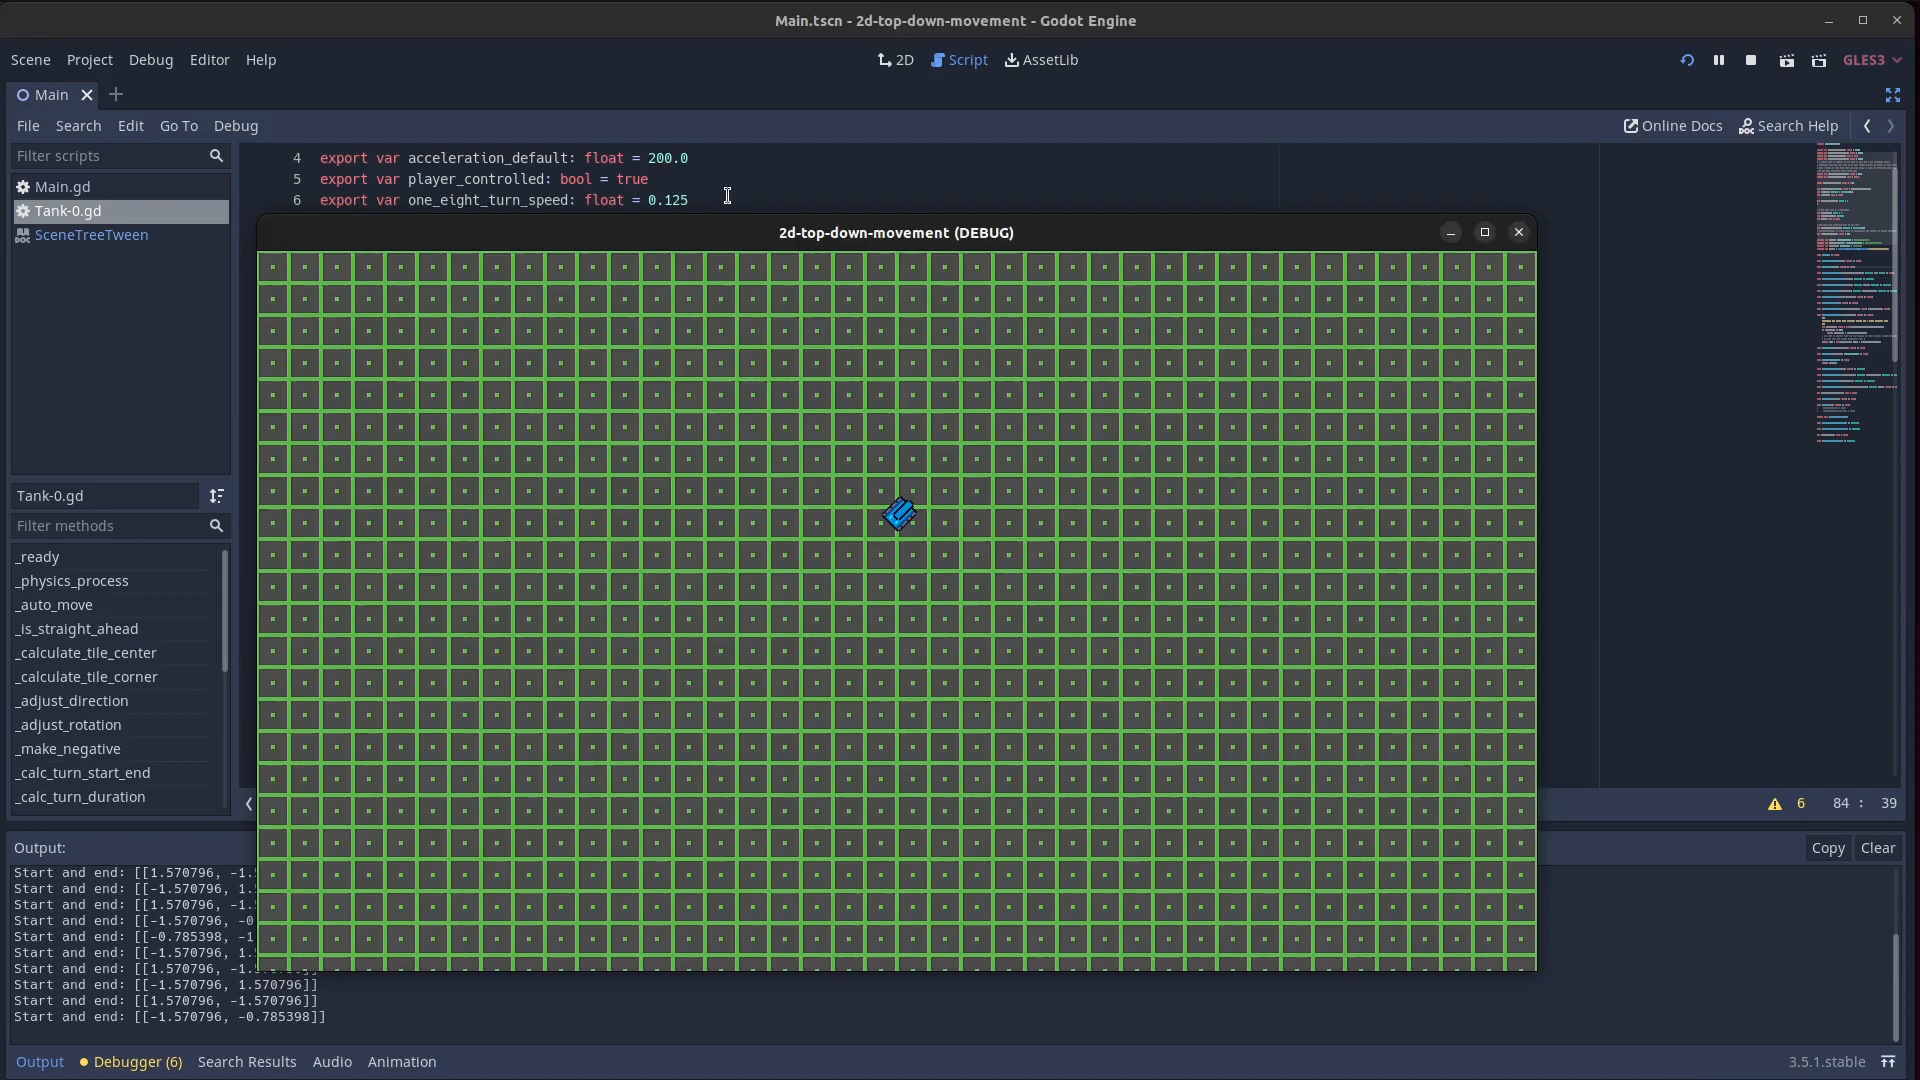 Main.tscn - 2d-top-down-movement - Godot Engine
Scene Project Debug Editor Help
2D Script AssetLib
GLES3
Main
File Search Edit Go To Debug
Online Docs Search Help
Filter scripts
Main.gd
Tank-0.gd
SceneTreeTween
4 export var acceleration_default: float = 200.0
5 export var player_controlled: bool = true
6 export var one_eight_turn_speed: float = 0.125
2d-top-down-movement (DEBUG)
Tank-0.gd
Filter methods
_ready
_physics_process
_auto_move
_is_straight_ahead
_calculate_tile_center
_calculate_tile_corner
_adjust_direction
_adjust_rotation
_make_negative
_calc_turn_start_end
_calc_turn_duration
6 84 : 39
Output:
Copy Clear
Start and end: [[1.570796, -1.
Start and end: [[-1.570796, 1.
Start and end: [[1.570796, -1.
Start and end: [[-1.570796, -0
Start and end: [[-0.785398, -1
Start and end: [[-1.570796, 1.
Start and end: [[1.570796, -1.
Start and end: [[-1.570796, 1.570796]]
Start and end: [[1.570796, -1.570796]]
Start and end: [[-1.570796, -0.785398]]
Output Debugger (6) Search Results Audio Animation
3.5.1.stable